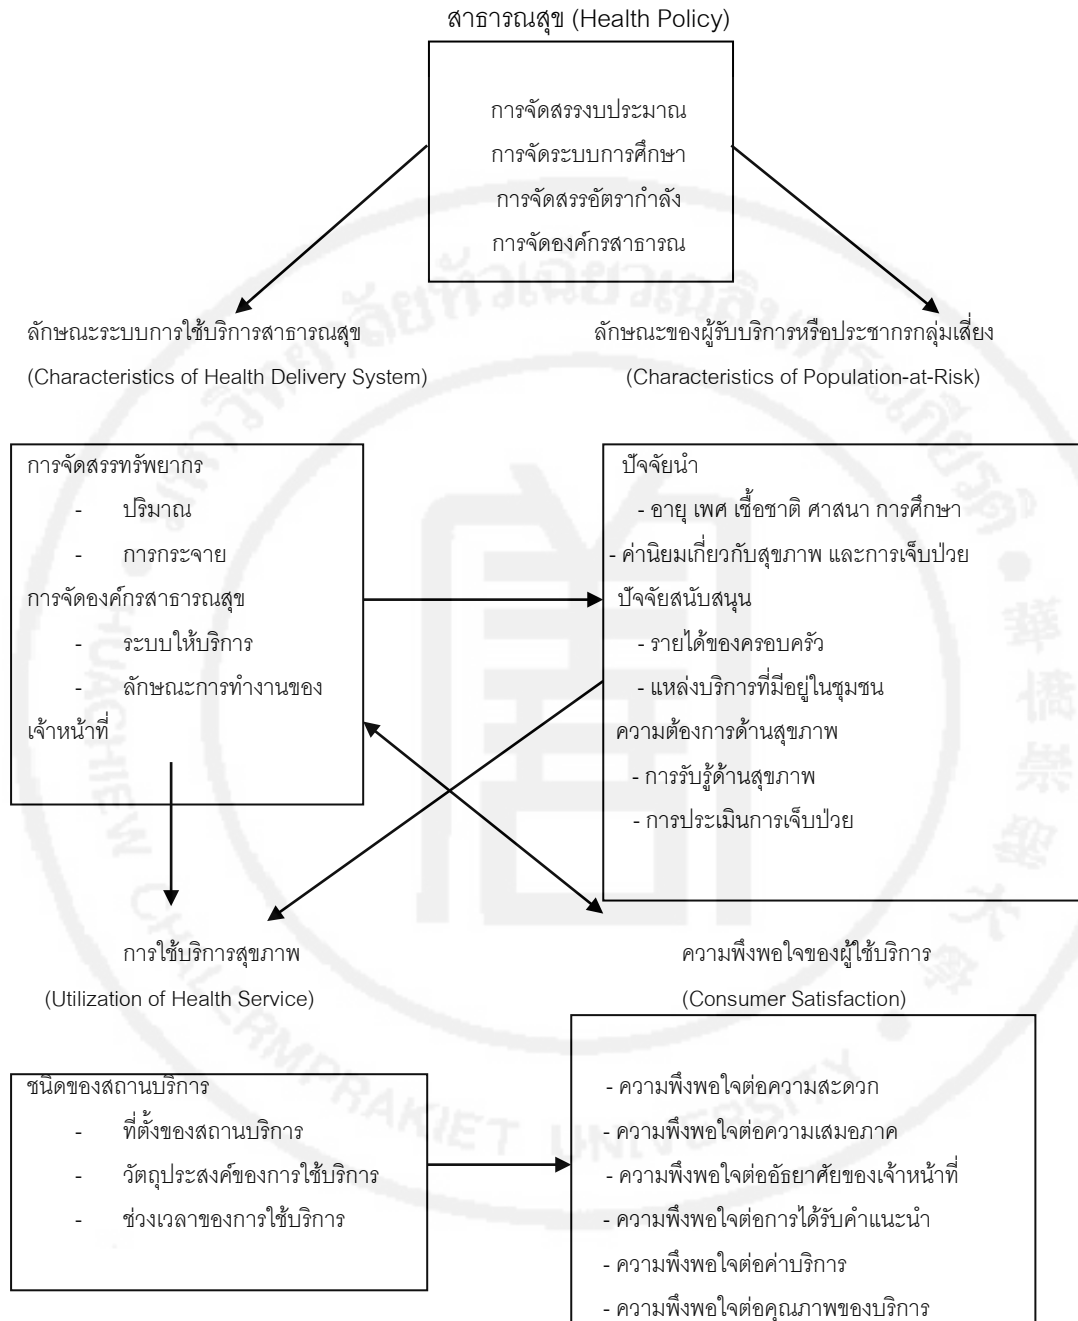 สาธารณสุข (Health Policy)
การจัดสรรงบประมาณ
การจัดระบบการศึกษา
การจัดสรรอัตรากำลัง
การจัดองค์กรสาธารณ
ลักษณะระบบการใช้บริการสาธารณสุข
(Characteristics of Health Delivery System)
ลักษณะของผู้รับบริการหรือประชากรกลุ่มเสี่ยง
(Characteristics of Population-at-Risk)
การจัดสรรทรัพยากร
- ปริมาณ
- การกระจาย
การจัดองค์กรสาธารณสุข
- ระบบให้บริการ
- ลักษณะการทำงานของ
เจ้าหน้าที่
ปัจจัยนำ
- อายุ เพศ เชื้อชาติ ศาสนา การศึกษา
- ค่านิยมเกี่ยวกับสุขภาพ และการเจ็บป่วย
ปัจจัยสนับสนุน
- รายได้ของครอบครัว
- แหล่งบริการที่มีอยู่ในชุมชน
ความต้องการด้านสุขภาพ
- การรับรู้ด้านสุขภาพ
- การประเมินการเจ็บป่วย
การใช้บริการสุขภาพ
(Utilization of Health Service)
ความพึงพอใจของผู้ใช้บริการ
(Consumer Satisfaction)
ชนิดของสถานบริการ
- ที่ตั้งของสถานบริการ
- วัตถุประสงค์ของการใช้บริการ
- ช่วงเวลาของการใช้บริการ
- ความพึงพอใจต่อความสะดวก
- ความพึงพอใจต่อความเสมอภาค
- ความพึงพอใจต่ออัธยาศัยของเจ้าหน้าที่
- ความพึงพอใจต่อการได้รับคำแนะนำ
- ความพึงพอใจต่อค่าบริการ
- ความพึงพอใจต่อคุณภาพของบริการ
มหาวิทยาลัยหัวเฉียวเฉลิมพระเกียรติ
HUACHIEW CHALERMPRAKIET UNIVERSITY